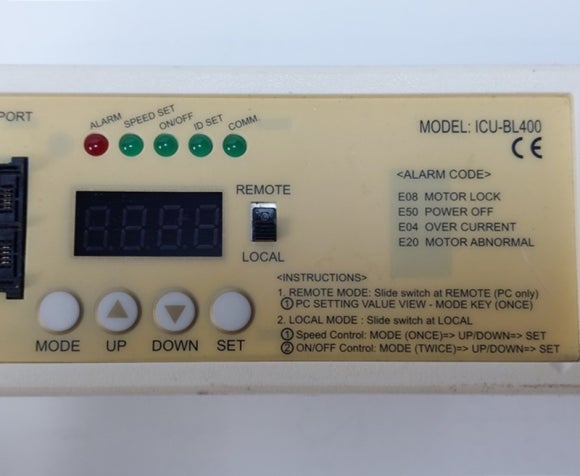 PORT
ALARM
SPEED SET
ON/OFF
ID SET
COMM.
MODEL: ICU-BL400
CE
<ALARM CODE>
E08 MOTOR LOCK
E50 POWER OFF
E04 OVER CURRENT
E20 MOTOR ABNORMAL
REMOTE
LOCAL
<INSTRUCTIONS>
1. REMOTE MODE: Slide switch at REMOTE (PC only)
① PC SETTING VALUE VIEW - MODE KEY (ONCE)
2. LOCAL MODE : Slide switch at LOCAL
① Speed Control: MODE (ONCE)=> UP/DOWN=> SET
② ON/OFF Control: MODE (TWICE)=> UP/DOWN=> SET
MODE
UP
DOWN
SET